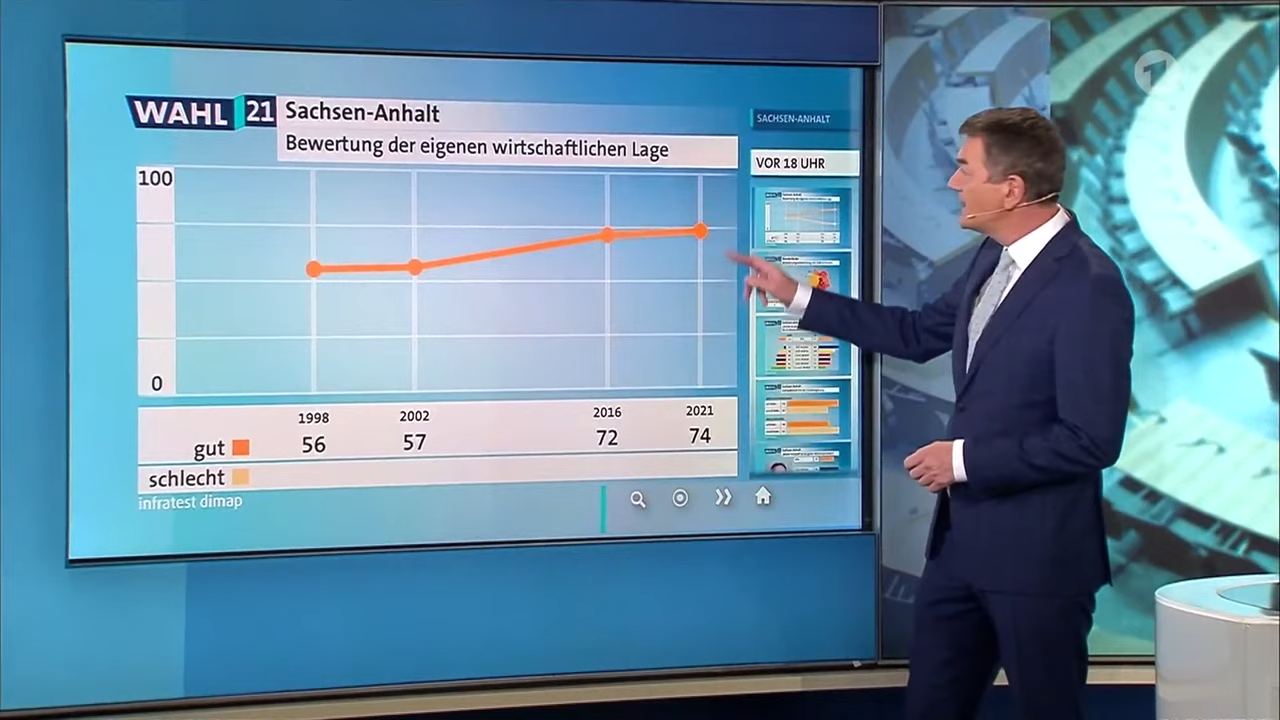 WAHL 21
Sachsen-Anhalt
Bewertung der eigenen wirtschaftlichen Lage
100
0
1998 2002 2016 2021
gut 56 57 72 74
schlecht
infratest dimap
SACHSEN-ANHALT
VOR 18 UHR
1